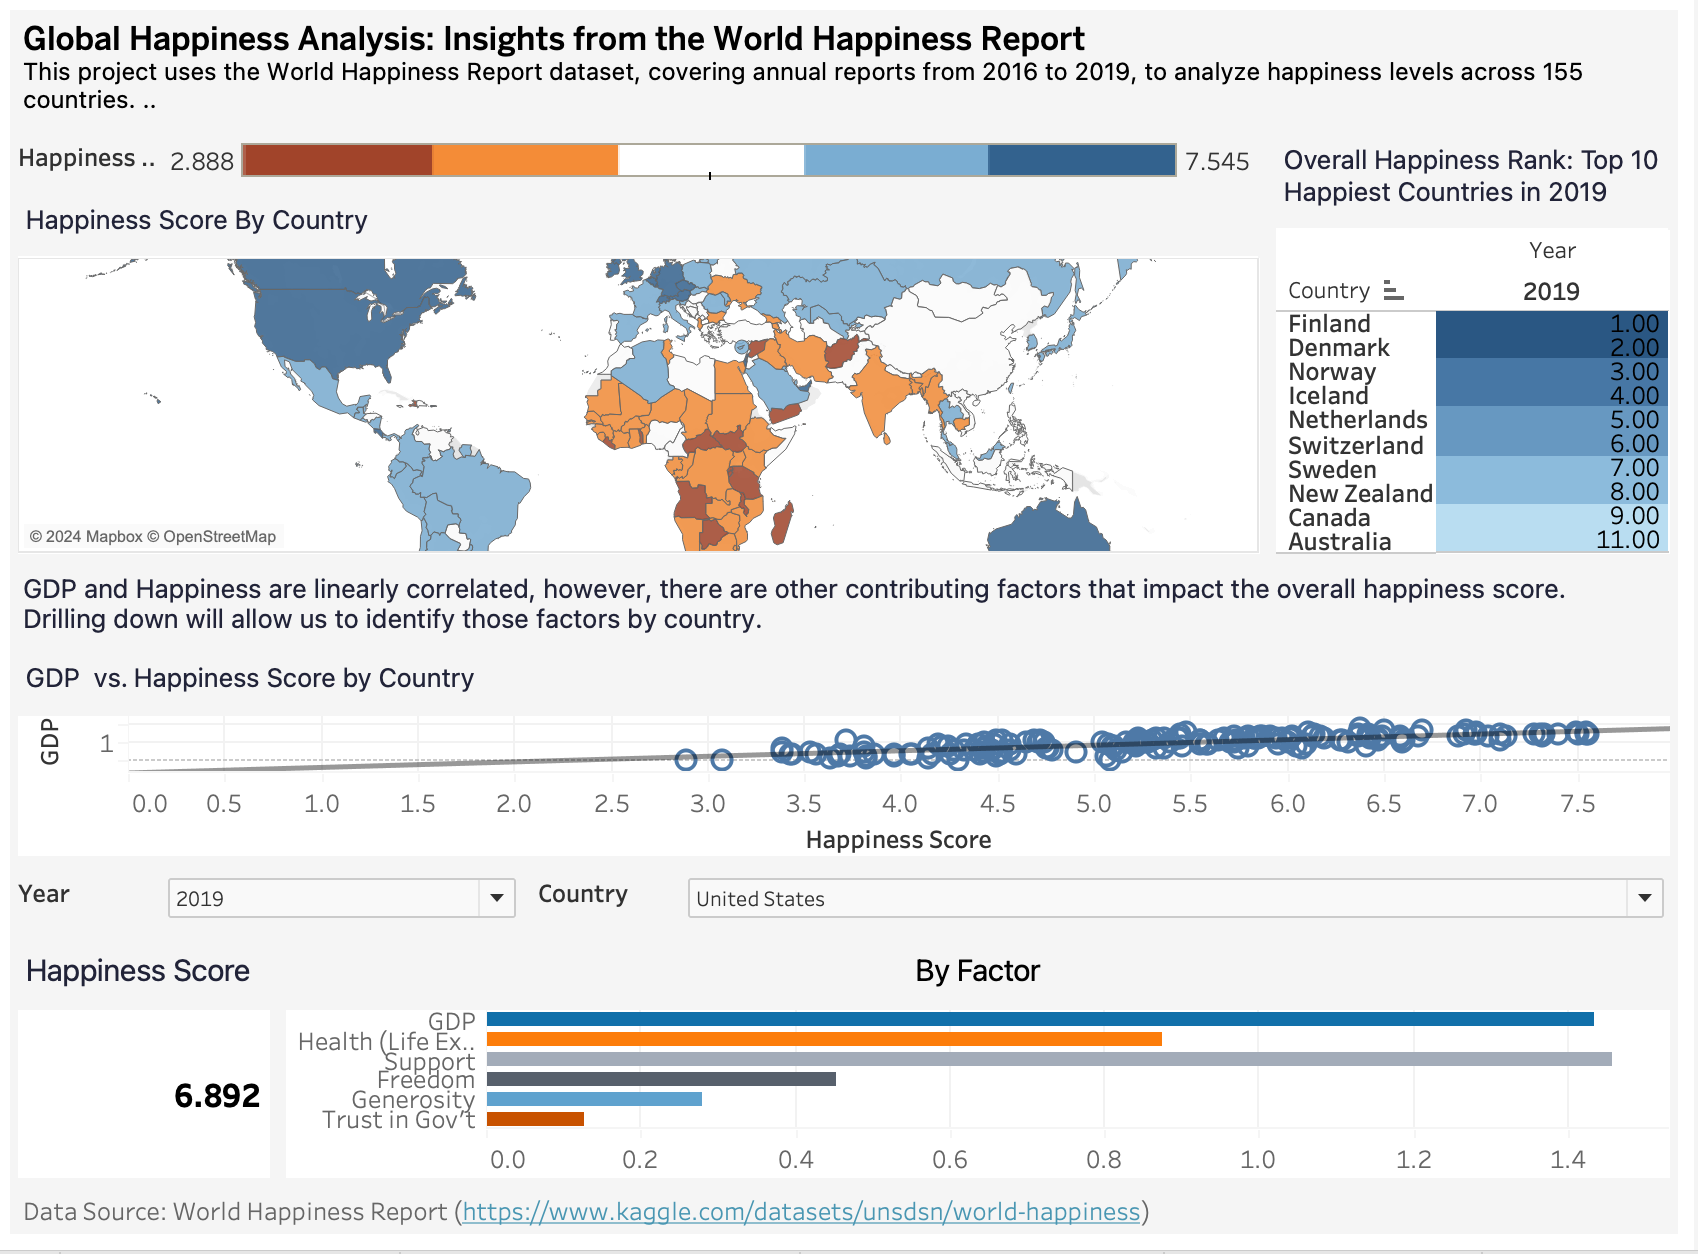 Global Happiness Analysis: Insights from the World Happiness Report
This project uses the World Happiness Report dataset, covering annual reports from 2016 to 2019, to analyze happiness levels across 155
countries. ..
Happiness .. 2.888 7.545
Overall Happiness Rank: Top 10
Happiest Countries in 2019
Happiness Score By Country
Year
Country 2019
Finland 1.00
Denmark 2.00
Norway 3.00
Iceland 4.00
Netherlands 5.00
Switzerland 6.00
Sweden 7.00
New Zealand 8.00
Canada 9.00
Australia 11.00
© 2024 Mapbox © OpenStreetMap
GDP and Happiness are linearly correlated, however, there are other contributing factors that impact the overall happiness score.
Drilling down will allow us to identify those factors by country.
GDP vs. Happiness Score by Country
GDP
1
0.0 0.5 1.0 1.5 2.0 2.5 3.0 3.5 4.0 4.5 5.0 5.5 6.0 6.5 7.0 7.5
Happiness Score
Year 2019 Country United States
Happiness Score
By Factor
6.892
GDP
Health (Life Ex..
Support
Freedom
Generosity
Trust in Gov't
0.0 0.2 0.4 0.6 0.8 1.0 1.2 1.4
Data Source: World Happiness Report (https://www.kaggle.com/datasets/unsdsn/world-happiness)